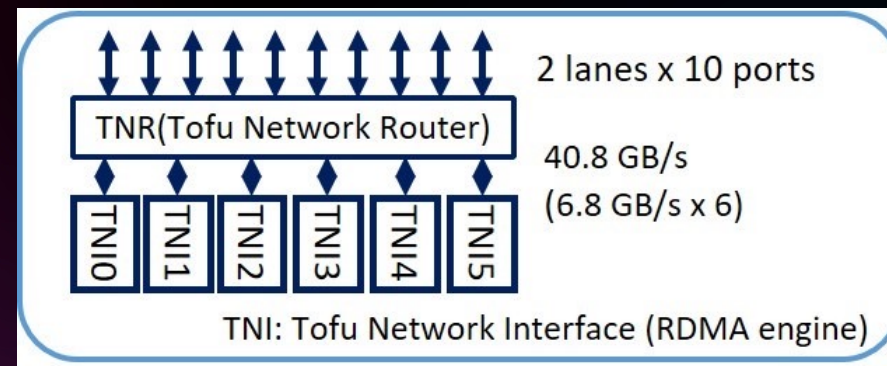 2 lanes x 10 ports
TNR(Tofu Network Router)
40.8 GB/s
(6.8 GB/s x 6)
TNI0
TNI1
TNI2
TNI3
TNI4
TNI5
TNI: Tofu Network Interface (RDMA engine)